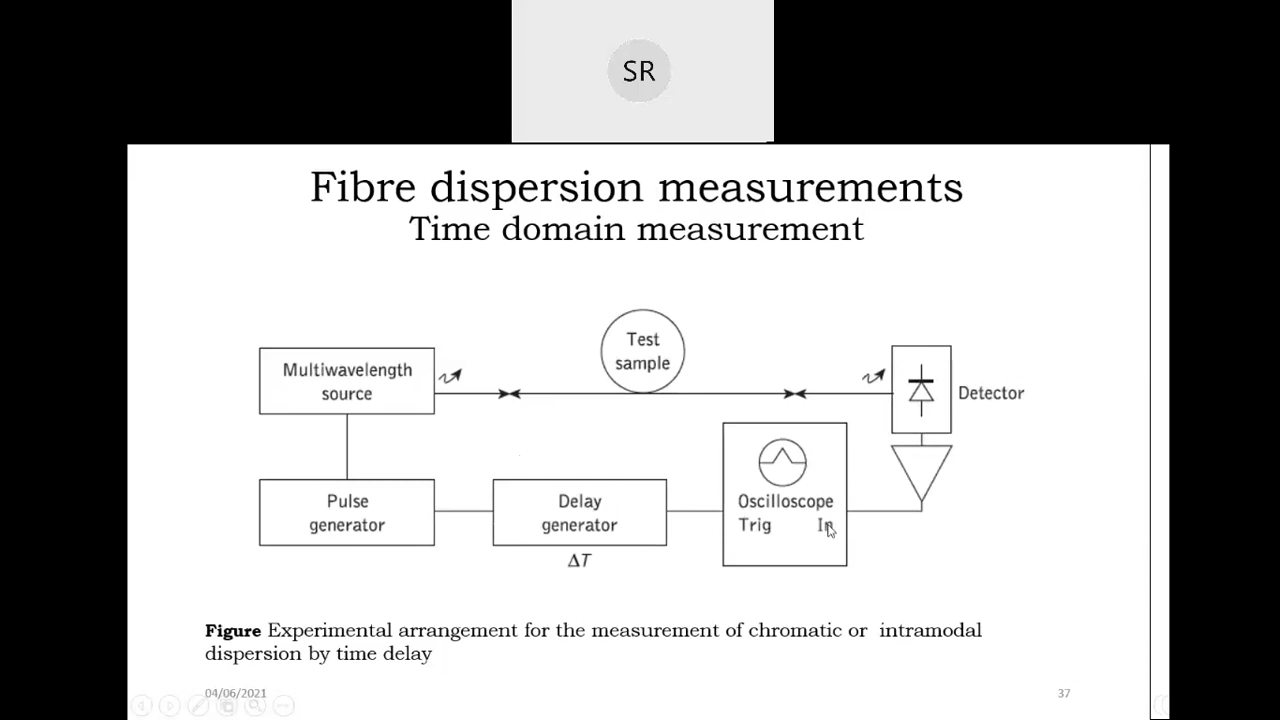 SR
Fibre dispersion measurements
Time domain measurement
Test
sample
Multiwavelength
source
Detector
Pulse
generator
Delay
generator
ΔT
Oscilloscope
Trig In
Figure Experimental arrangement for the measurement of chromatic or intramodal
dispersion by time delay
04/06/2021
37